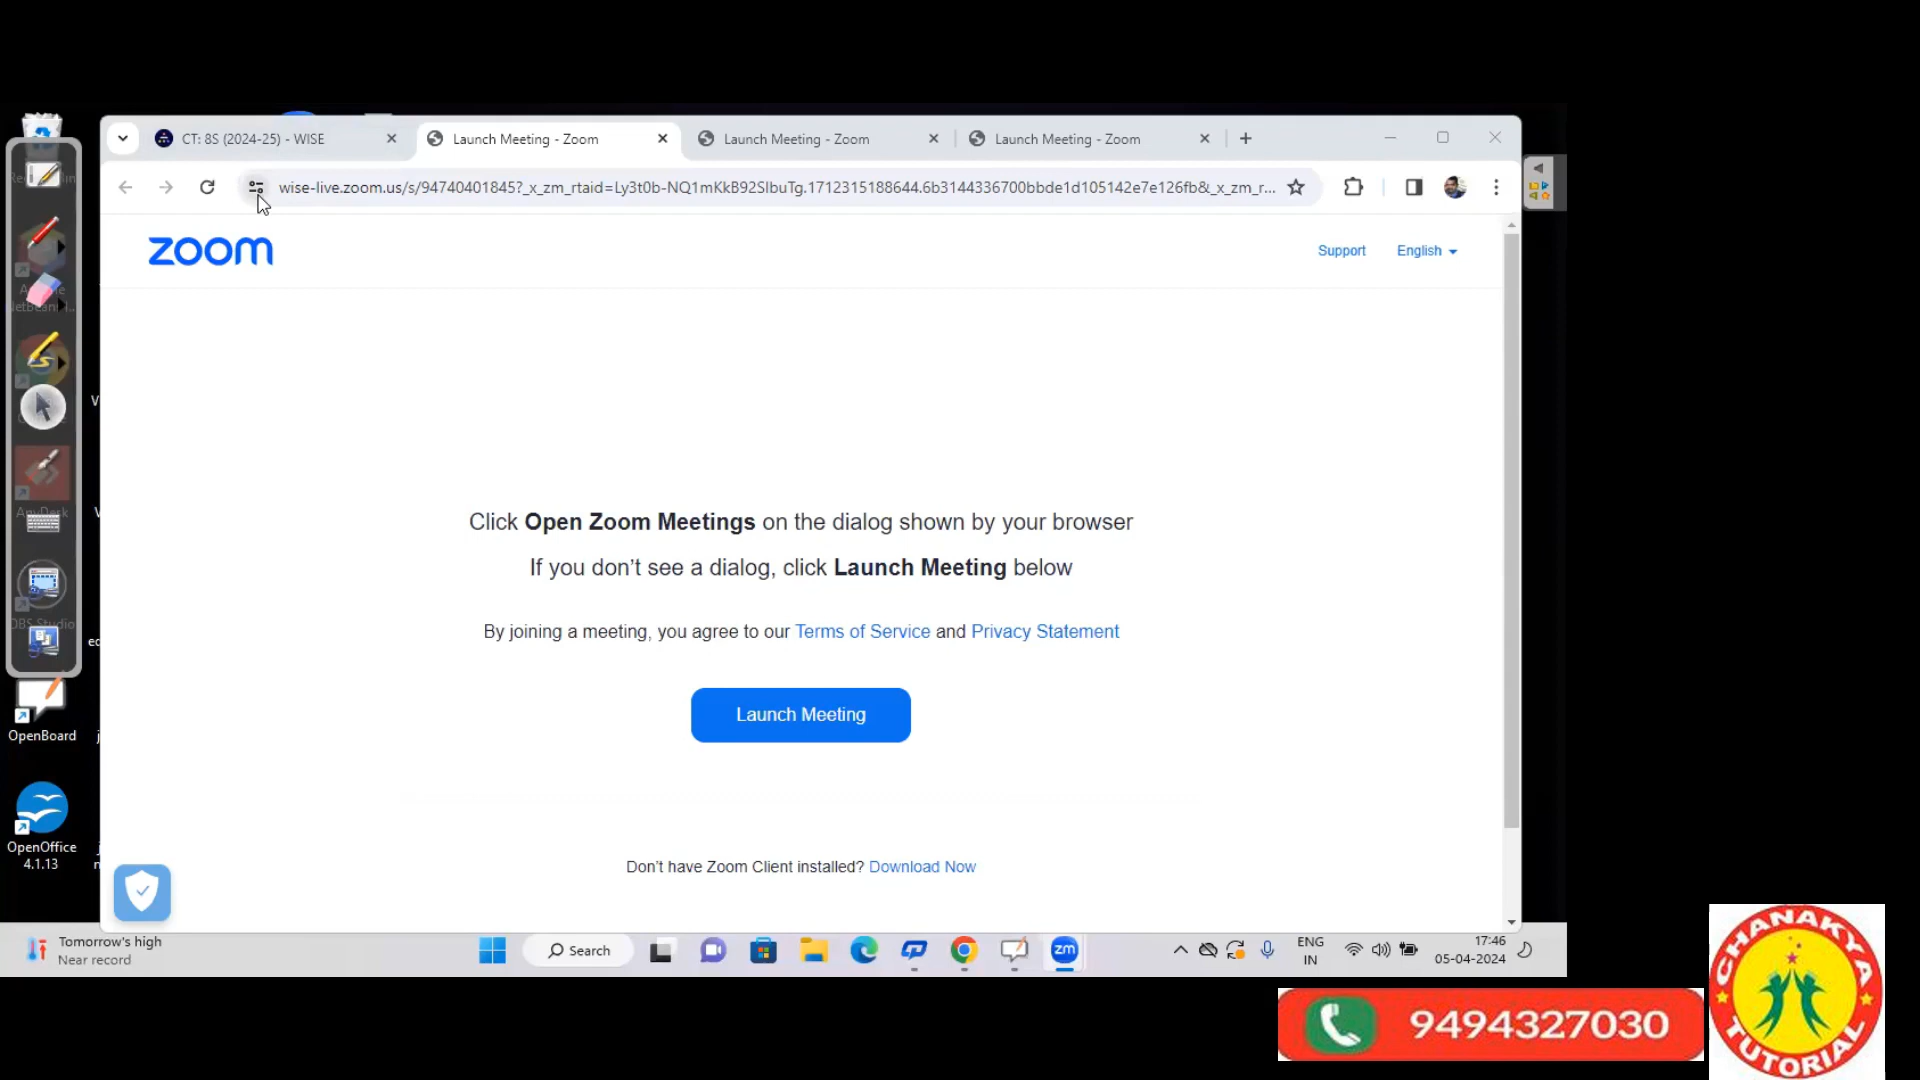 CT: 8S (2024-25) - WISE
Launch Meeting - Zoom
Launch Meeting - Zoom
Launch Meeting - Zoom
wise-live.zoom.us/s/94740401845?_x_zm_rtaid=Ly3t0b-NQ1mKkB92SlbuTg.1712315188644.6b3144336700bbde1d105142e7e126fb&_x_zm_r...
zoom
Support
English
Click Open Zoom Meetings on the dialog shown by your browser
If you don’t see a dialog, click Launch Meeting below
By joining a meeting, you agree to our Terms of Service and Privacy Statement
Launch Meeting
Don’t have Zoom Client installed? Download Now
AnyDesk
OBS Studio
OpenBoard
OpenOffice
4.1.13
Tomorrow's high
Near record
Search
zm
ENG
IN
17:46
05-04-2024
9494327030
CHANAKYA
TUTORIAL